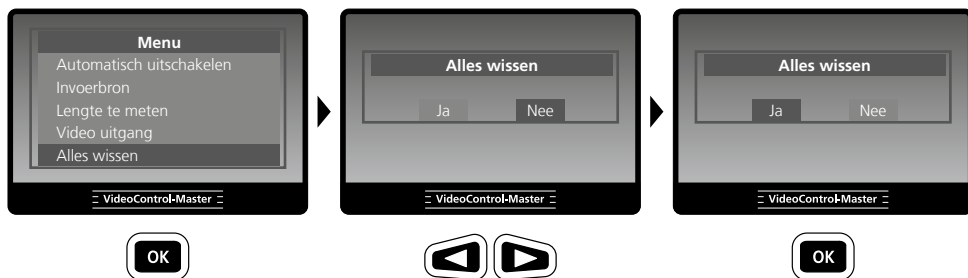 Menu
Automatisch uitschakelen
Invoerbron
Lengte te meten
Video uitgang
Alles wissen
VideoControl-Master
OK
Alles wissen
Ja Nee
VideoControl-Master
Alles wissen
Ja Nee
VideoControl-Master
OK